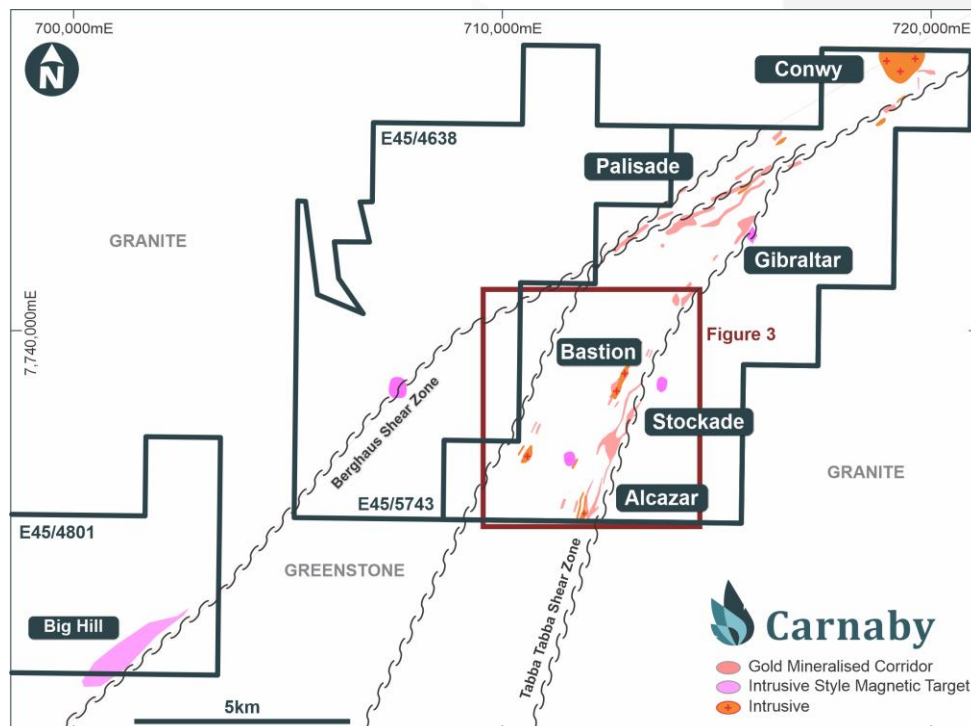 700,000mE
710,000mE
720,000mE
N
Conwy
E45/4638
Palisade
GRANITE
Gibraltar
7,740,000mE
Figure 3
Bastion
Berghaus Shear Zone
Stockade
GRANITE
Alcazar
E45/5743
E45/4801
GREENSTONE
Tabba Tabba Shear Zone
Big Hill
Carnaby
Gold Mineralised Corridor
Intrusive Style Magnetic Target
Intrusive
5km